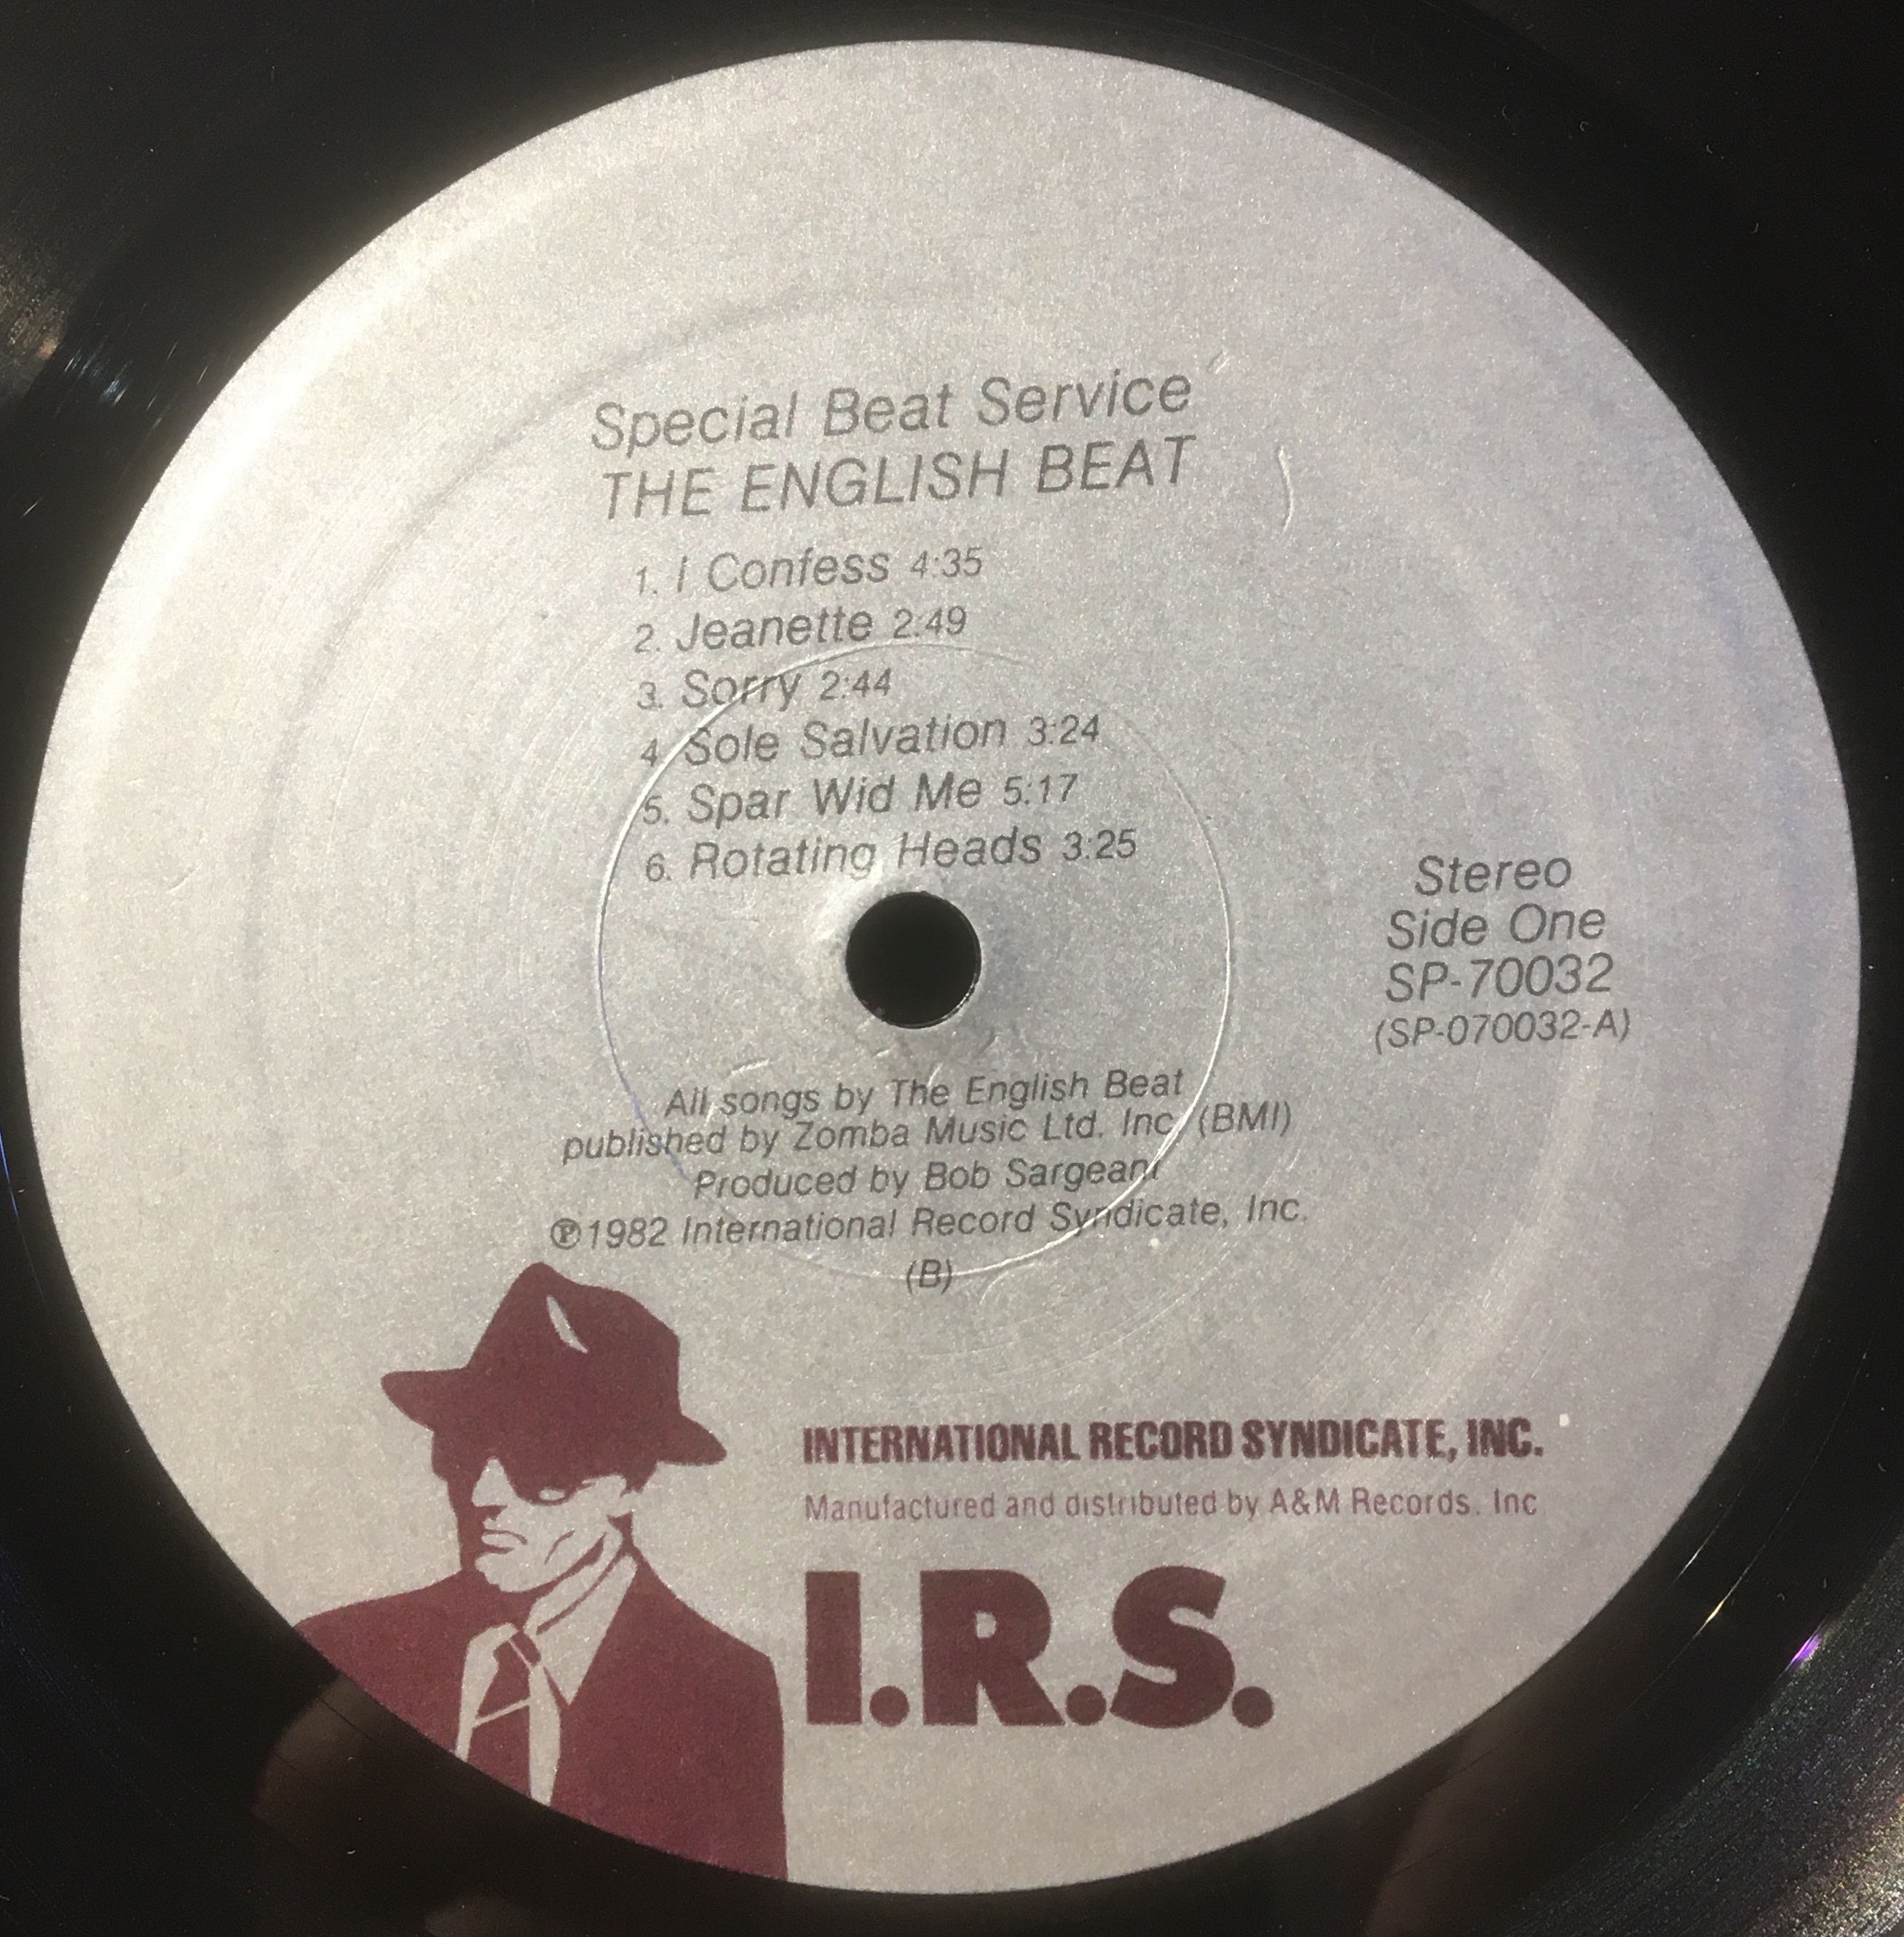 Special Beat Service
THE ENGLISH BEAT
1. I Confess 4:35
2. Jeanette 2:49
3. Sorry 2:44
4. Sole Salvation 3:24
5. Spar Wid Me 5:17
6. Rotating Heads 3:25
Stereo
Side One
SP-70032
(SP-070032-A)
All songs by The English Beat
published by Zomba Music Ltd. Inc. (BMI)
Produced by Bob Sargeant
℗1982 International Record Syndicate, Inc.
(B)
INTERNATIONAL RECORD SYNDICATE, INC.
Manufactured and distributed by A&M Records, Inc
I.R.S.